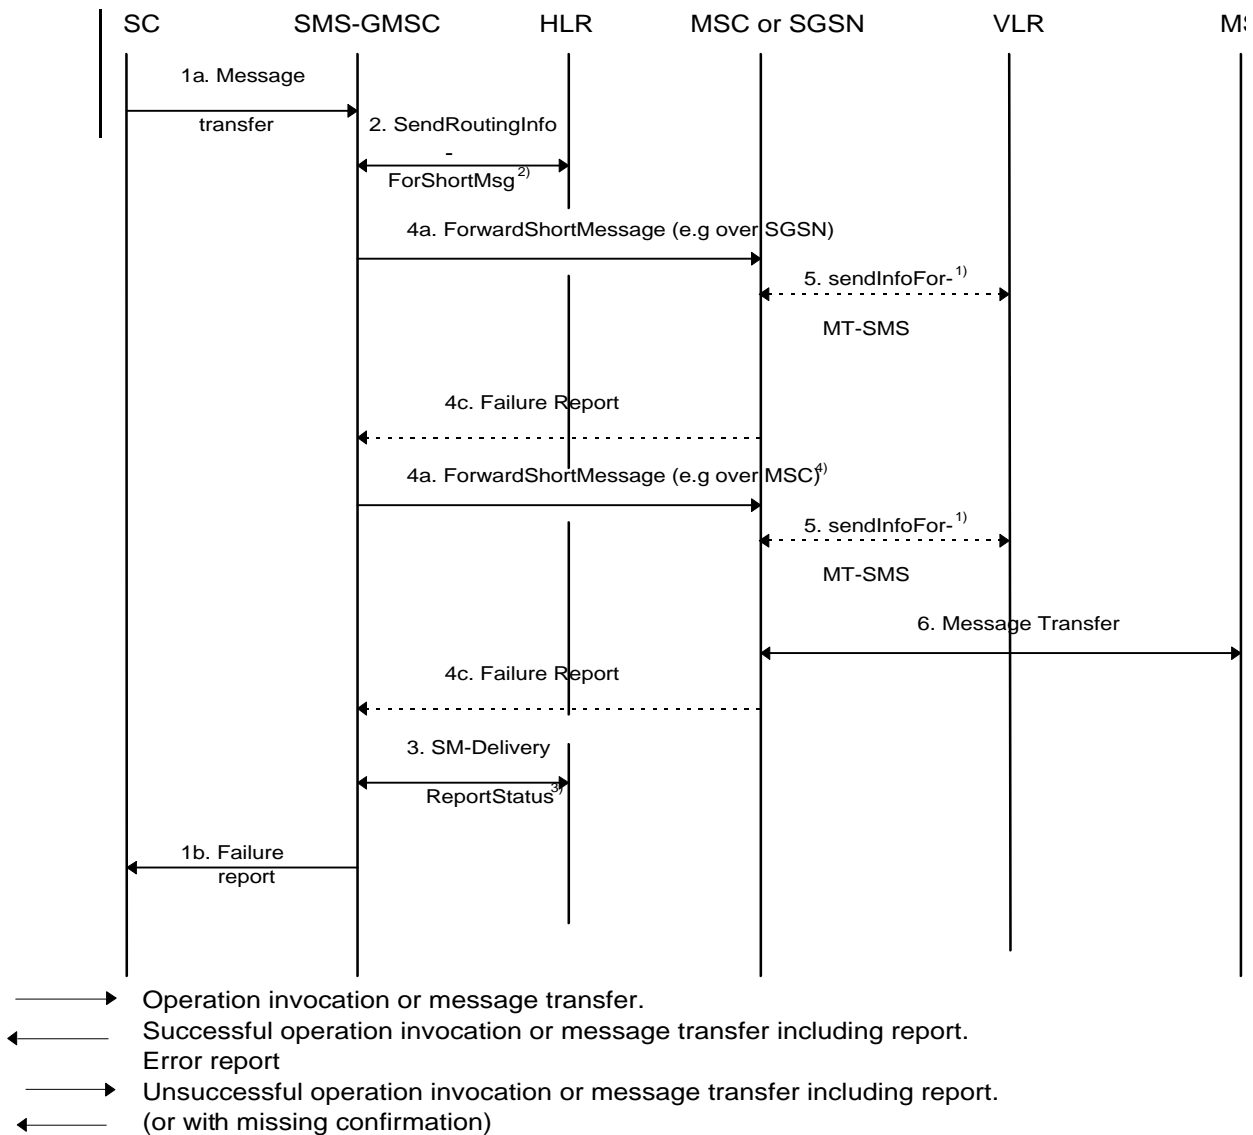 SC SMS-GMSC HLR MSC or SGSN VLR MS
1a. Message
transfer
2. SendRoutingInfo
-
ForShortMsg 2)
4a. ForwardShortMessage (e.g over SGSN)
5. sendInfoFor- 1)
MT-SMS
4c. Failure Report
4a. ForwardShortMessage (e.g over MSC) 4)
5. sendInfoFor- 1)
MT-SMS
6. Message Transfer
4c. Failure Report
3. SM-Delivery
ReportStatus 3)
1b. Failure
report
Operation invocation or message transfer.
Successful operation invocation or message transfer including report.
Error report
Unsuccessful operation invocation or message transfer including report.
(or with missing confirmation)